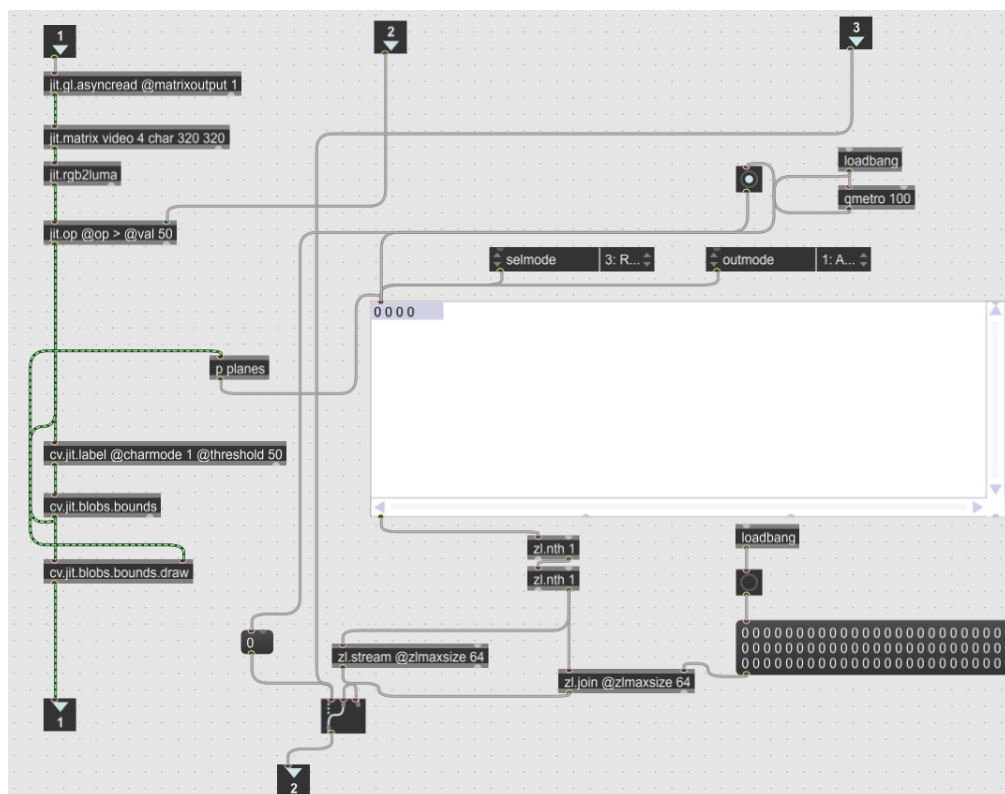 1
2
3
jit.gl.asyncread @matrixoutput 1
jit.matrix video 4 char 320 320
jit.rgb2luma
loadbang
qmetro 100
jit.op @op > @val 50
selmode 3: R...
outmode 1: A...
0 0 0 0
p planes
cv.jit.label @charmode 1 @threshold 50
cv.jit.blobs.bounds
cv.jit.blobs.bounds.draw
zl.nth 1
zl.nth 1
loadbang
0
zl.stream @zlmaxsize 64
zl.join @zlmaxsize 64
0 0 0 0 0 0 0 0 0 0 0 0 0 0 0 0 0 0 0 0 0 0 0 0
0 0 0 0 0 0 0 0 0 0 0 0 0 0 0 0 0 0 0 0 0 0 0 0
0 0 0 0 0 0 0 0 0 0 0 0 0 0 0 0 0 0 0 0 0 0 0 0
1
2